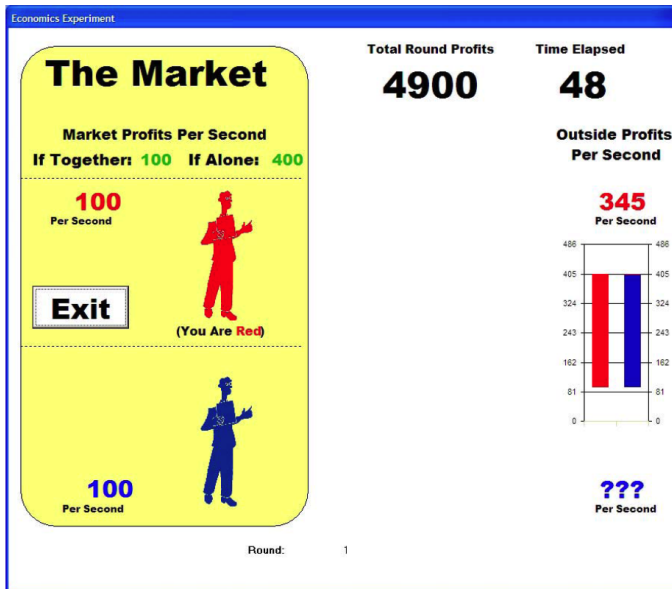 Economics Experiment
The Market
Market Profits Per Second
If Together: 100 If Alone: 400
100
Per Second
Exit
(You Are Red)
100
Per Second
Total Round Profits
4900
Time Elapsed
48
Outside Profits
Per Second
345
Per Second
486 486
405 405
324 324
243 243
162 162
81 81
0 0
???
Per Second
Round: 1